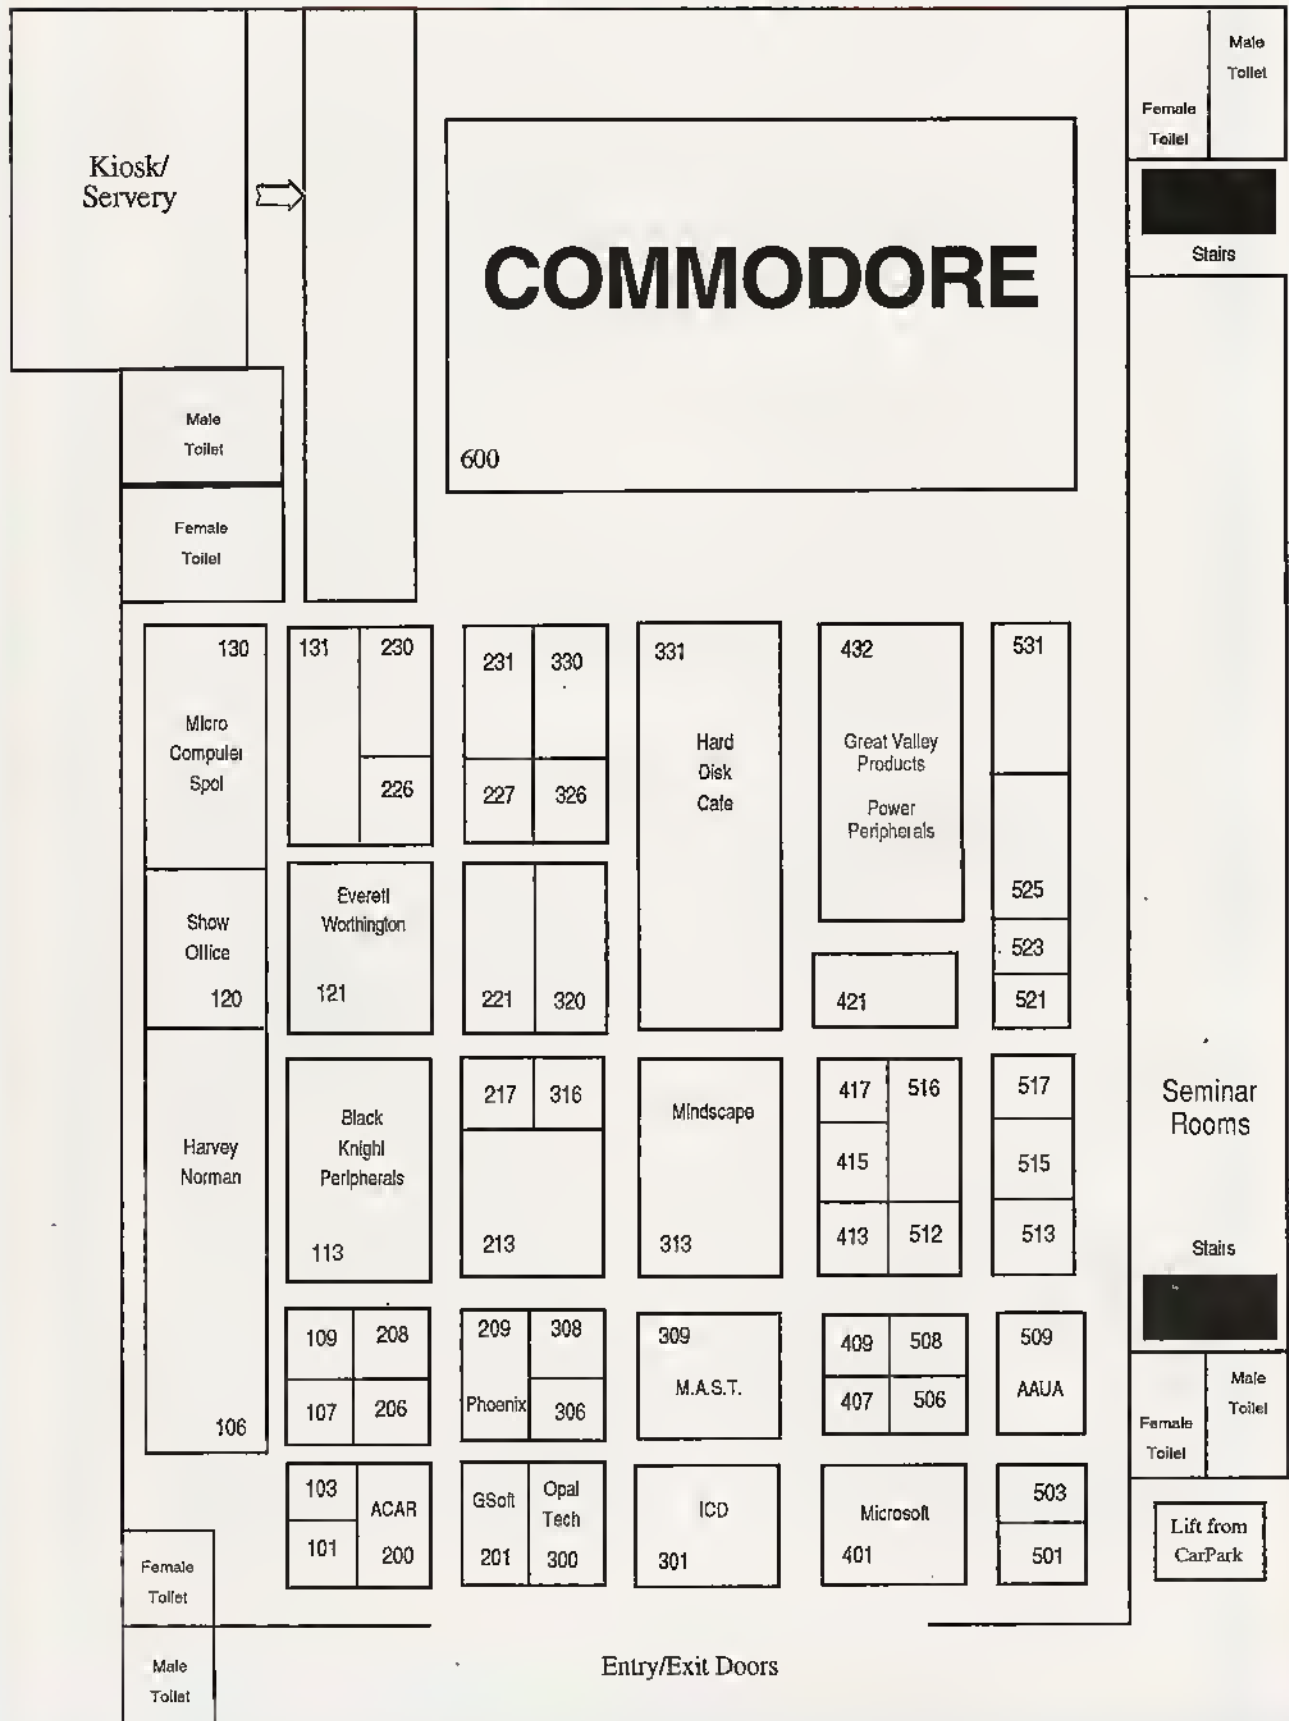 Male
Toilet
Female
Toilet
Kiosk/
Servery
COMMODORE
Stairs
600
Male
Toilet
Female
Toilet
130
Micro
Computer
Spot
131
230
226
231
330
227
326
331
Hard
Disk
Cafe
432
Great Valley
Products
Power
Peripherals
531
525
523
521
Show
Office
120
Everett
Worthington
121
221
320
421
Harvey
Norman
106
Black
Knight
Peripherals
113
217
316
213
Mindscape
313
417
516
415
413
512
517
515
513
Seminar
Rooms
Stairs
109
208
107
206
209
308
Phoenix
306
309
M.A.S.T.
409
508
407
506
509
AAUA
Male
Toilet
Female
Toilet
103
ACAR
101
200
GSoft
201
Opal
Tech
300
ICD
301
Microsoft
401
503
501
Lift from
CarPark
Female
Toilet
Male
Toilet
Entry/Exit Doors